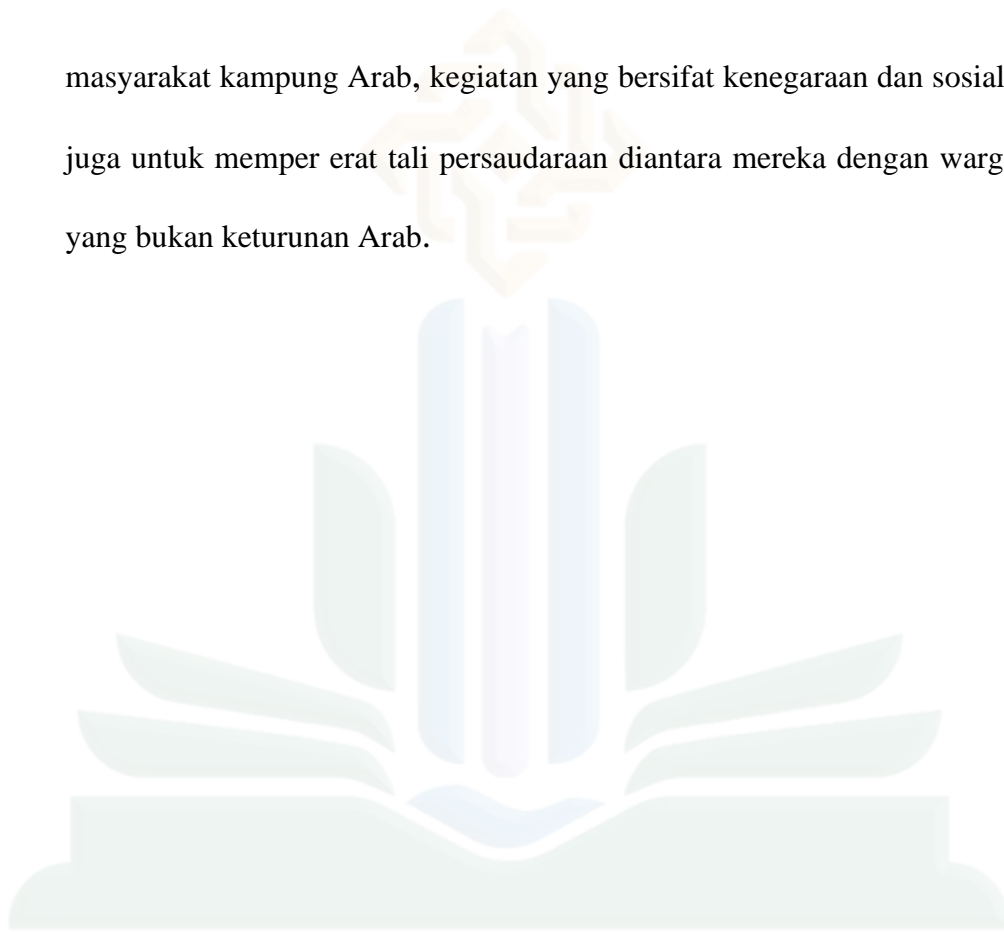 masyarakat kampung Arab, kegiatan yang bersifat kenegaraan dan sosial
juga untuk memper erat tali persaudaraan diantara mereka dengan warg
yang bukan keturunan Arab.